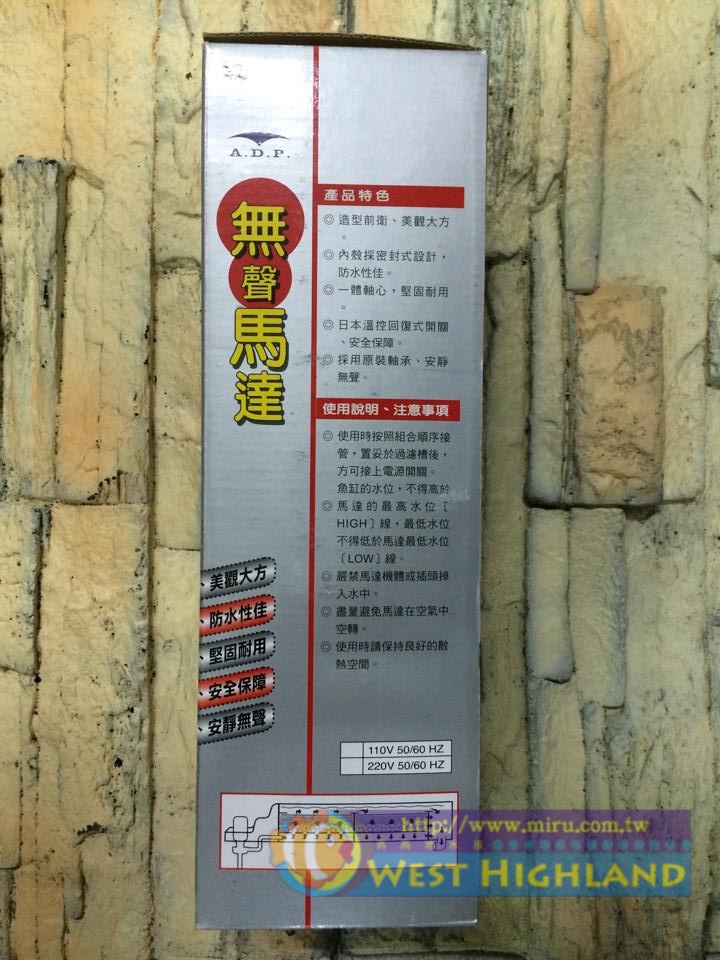 A.D.P.
無聲馬達
產品特色
◎造型前衛、美觀大方
。
◎內殼採密封式設計，
防水性佳。
◎一體軸心，堅固耐用
。
◎日本溫控回復式開關
、安全保障。
◎採用原裝軸承、安靜
無聲。
使用說明、注意事項
◎使用時按照組合順序接
管，置妥於過濾槽後，
方可接上電源開關。
魚缸的水位，不得高於
◎馬達的最高水位〔
HIGH〕線，最低水位
不得低於馬達最低水位
〔LOW〕線。
◎嚴禁馬達機體或插頭掉
入水中。
◎盡量避免馬達在空氣中
空轉。
◎使用時請保持良好的散
熱空間。
、美觀大方
、防水性佳
、堅固耐用
、安全保障
、安靜無聲
110V 50/60 HZ
220V 50/60 HZ
http://www.miru.com.tw
WEST HIGHLAND